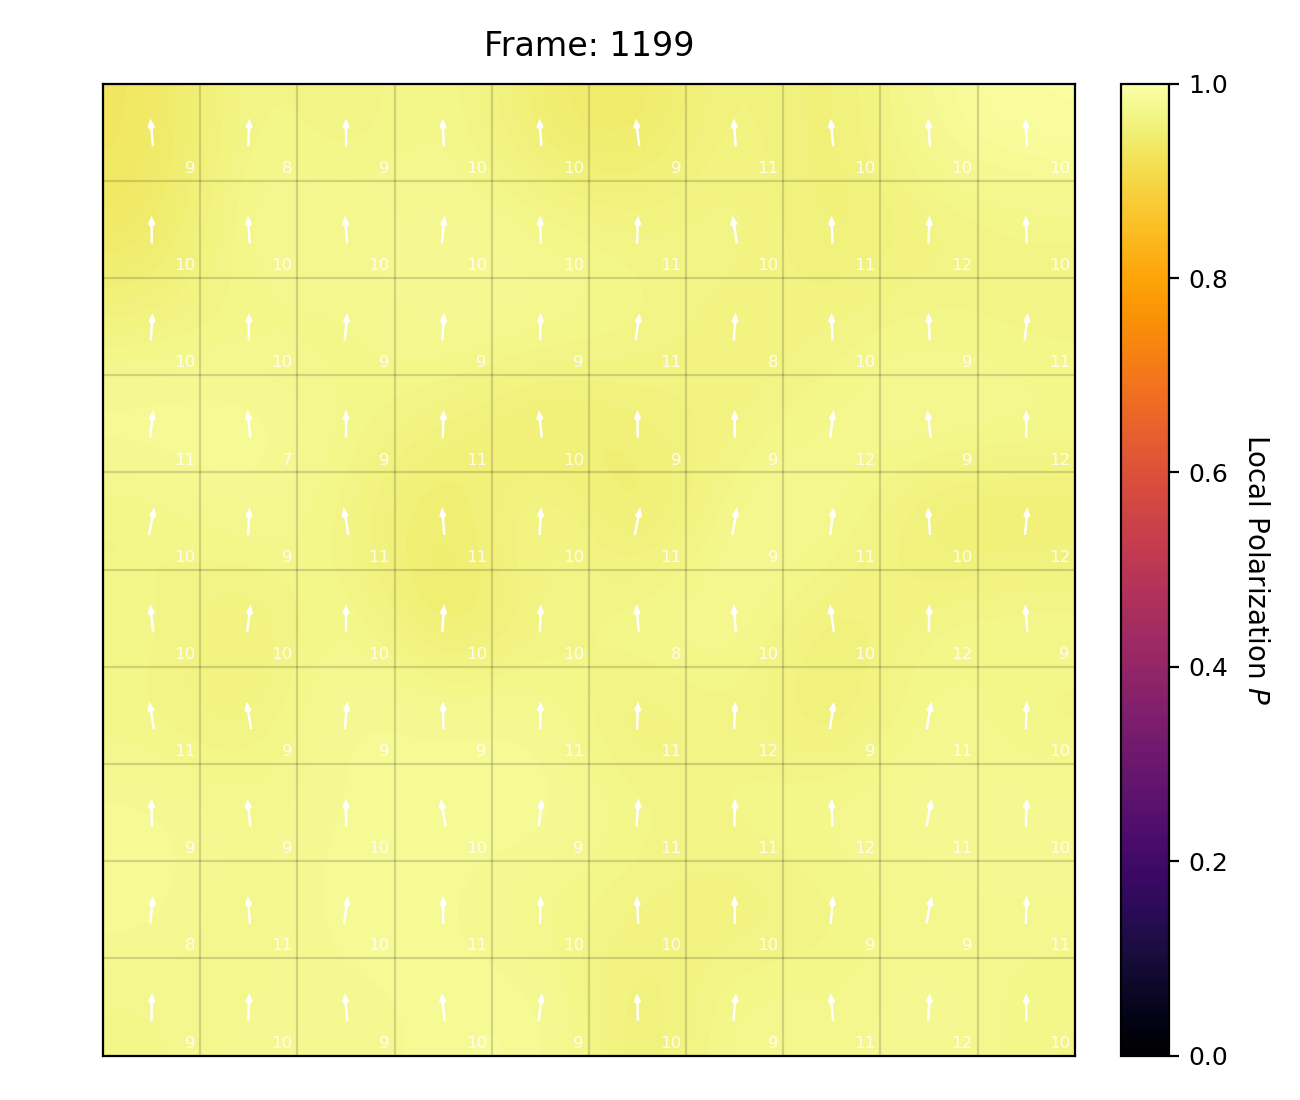 Frame: 1199
9 8 9 10 10 9 11 10 10 10
10 10 10 10 10 11 10 11 12 10
10 10 9 9 9 11 8 10 9 11
11 7 9 11 10 9 9 12 9 12
10 9 11 11 10 11 9 11 10 12
10 10 10 10 10 8 10 10 12 9
11 9 9 9 11 11 12 9 11 10
9 9 10 10 9 11 11 12 11 10
8 11 10 11 10 10 10 9 9 11
9 10 9 10 9 10 9 11 12 10
1.0
0.8
0.6
0.4
0.2
0.0
Local Polarization P